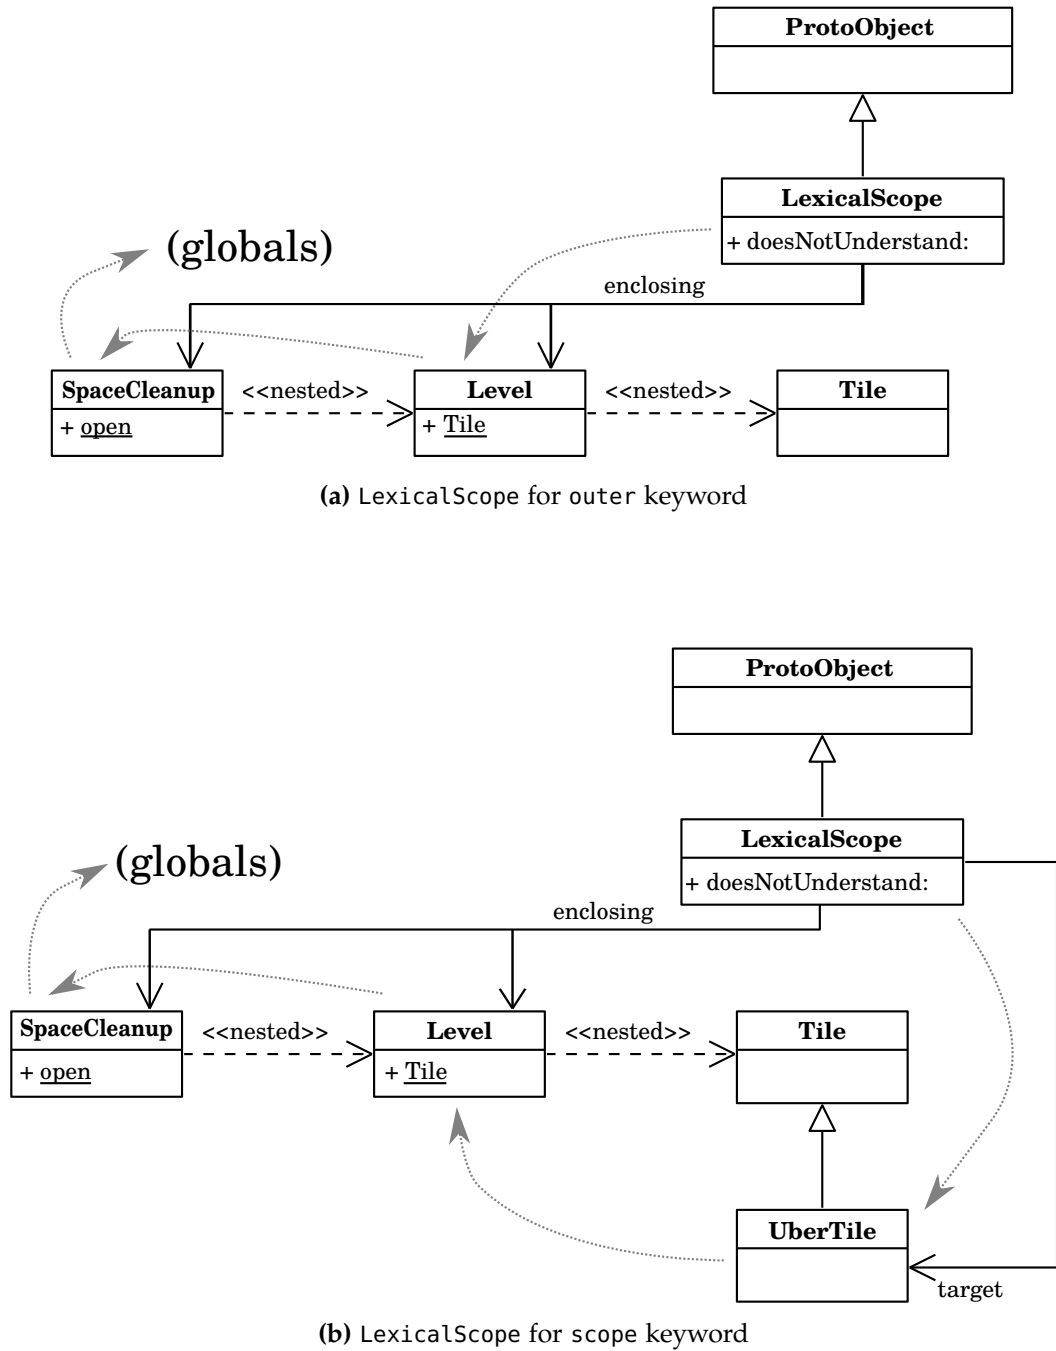 ProtoObject
LexicalScope
+ doesNotUnderstand:
(globals)
enclosing
SpaceCleanup
+ open
<<nested>>
Level
+ Tile
<<nested>>
Tile
(a) LexicalScope for outer keyword
ProtoObject
LexicalScope
+ doesNotUnderstand:
(globals)
enclosing
SpaceCleanup
+ open
<<nested>>
Level
+ Tile
<<nested>>
Tile
UberTile
target
(b) LexicalScope for scope keyword